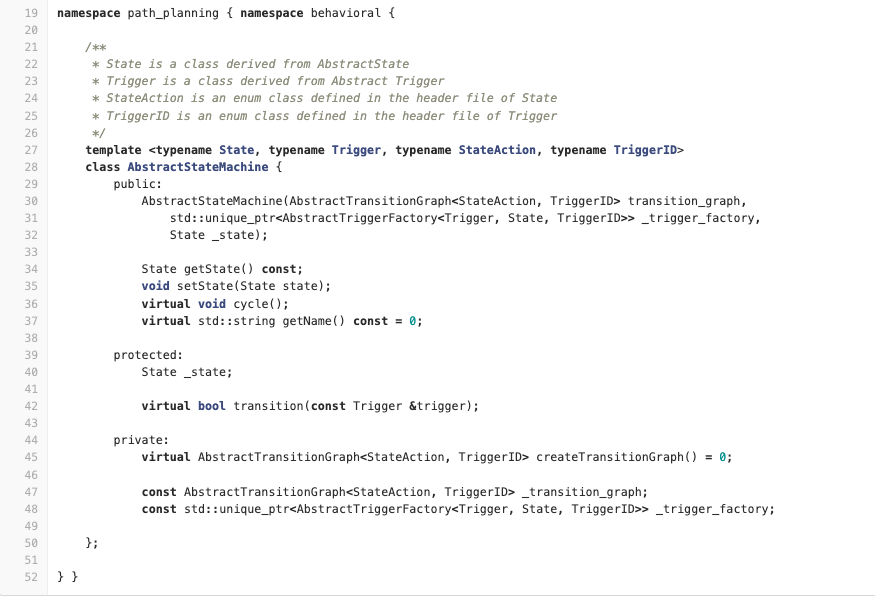 19 namespace path_planning { namespace behavioral {
20
21     /**
22      * State is a class derived from AbstractState
23      * Trigger is a class derived from Abstract Trigger
24      * StateAction is an enum class defined in the header file of State
25      * TriggerID is an enum class defined in the header file of Trigger
26      */
27     template <typename State, typename Trigger, typename StateAction, typename TriggerID>
28     class AbstractStateMachine {
29         public:
30             AbstractStateMachine(AbstractTransitionGraph<StateAction, TriggerID> transition_graph,
31                 std::unique_ptr<AbstractTriggerFactory<Trigger, State, TriggerID>> _trigger_factory,
32                 State _state);
33
34             State getState() const;
35             void setState(State state);
36             virtual void cycle();
37             virtual std::string getName() const = 0;
38
39         protected:
40             State _state;
41
42             virtual bool transition(const Trigger &trigger);
43
44         private:
45             virtual AbstractTransitionGraph<StateAction, TriggerID> createTransitionGraph() = 0;
46
47             const AbstractTransitionGraph<StateAction, TriggerID> _transition_graph;
48             const std::unique_ptr<AbstractTriggerFactory<Trigger, State, TriggerID>> _trigger_factory;
49
50     };
51
52 } }